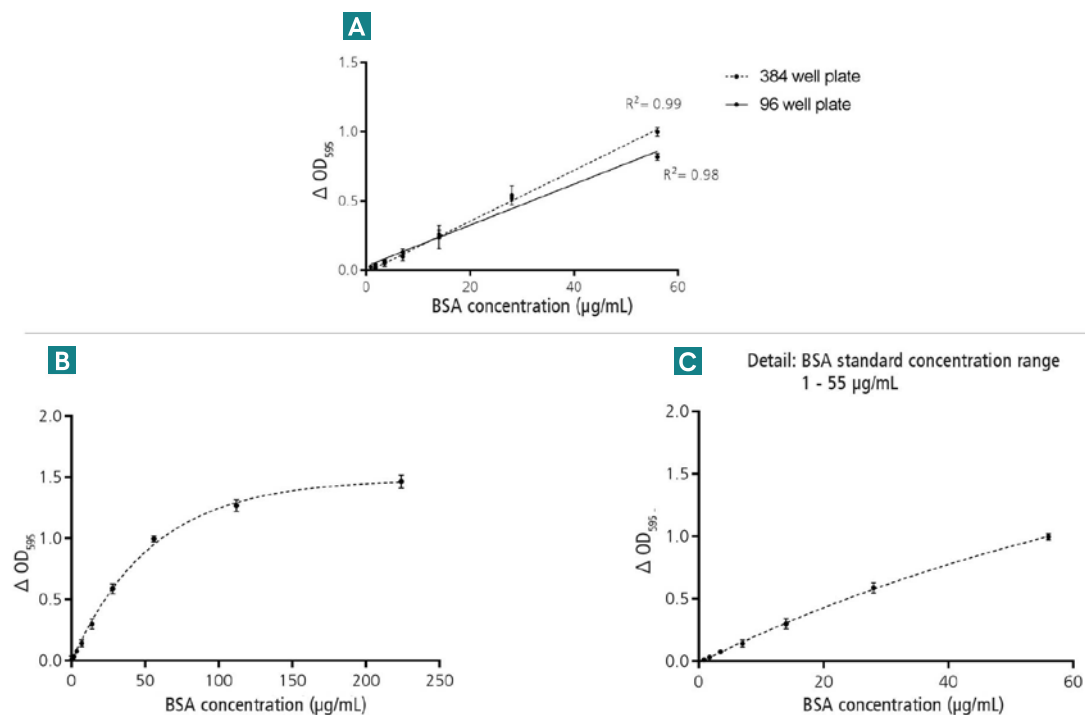 A
1.5
1.0
0.5
0.0
0
20
40
60
Δ OD595
BSA concentration (µg/mL)
R²= 0.99
R²= 0.98
384 well plate
96 well plate
B
2.0
1.5
1.0
0.5
0.0
0
50
100
150
200
250
Δ OD595
BSA concentration (µg/mL)
C
Detail: BSA standard concentration range
1 - 55 µg/mL
2.0
1.5
1.0
0.5
0.0
0
20
40
60
Δ OD595 -
BSA concentration (µg/mL)